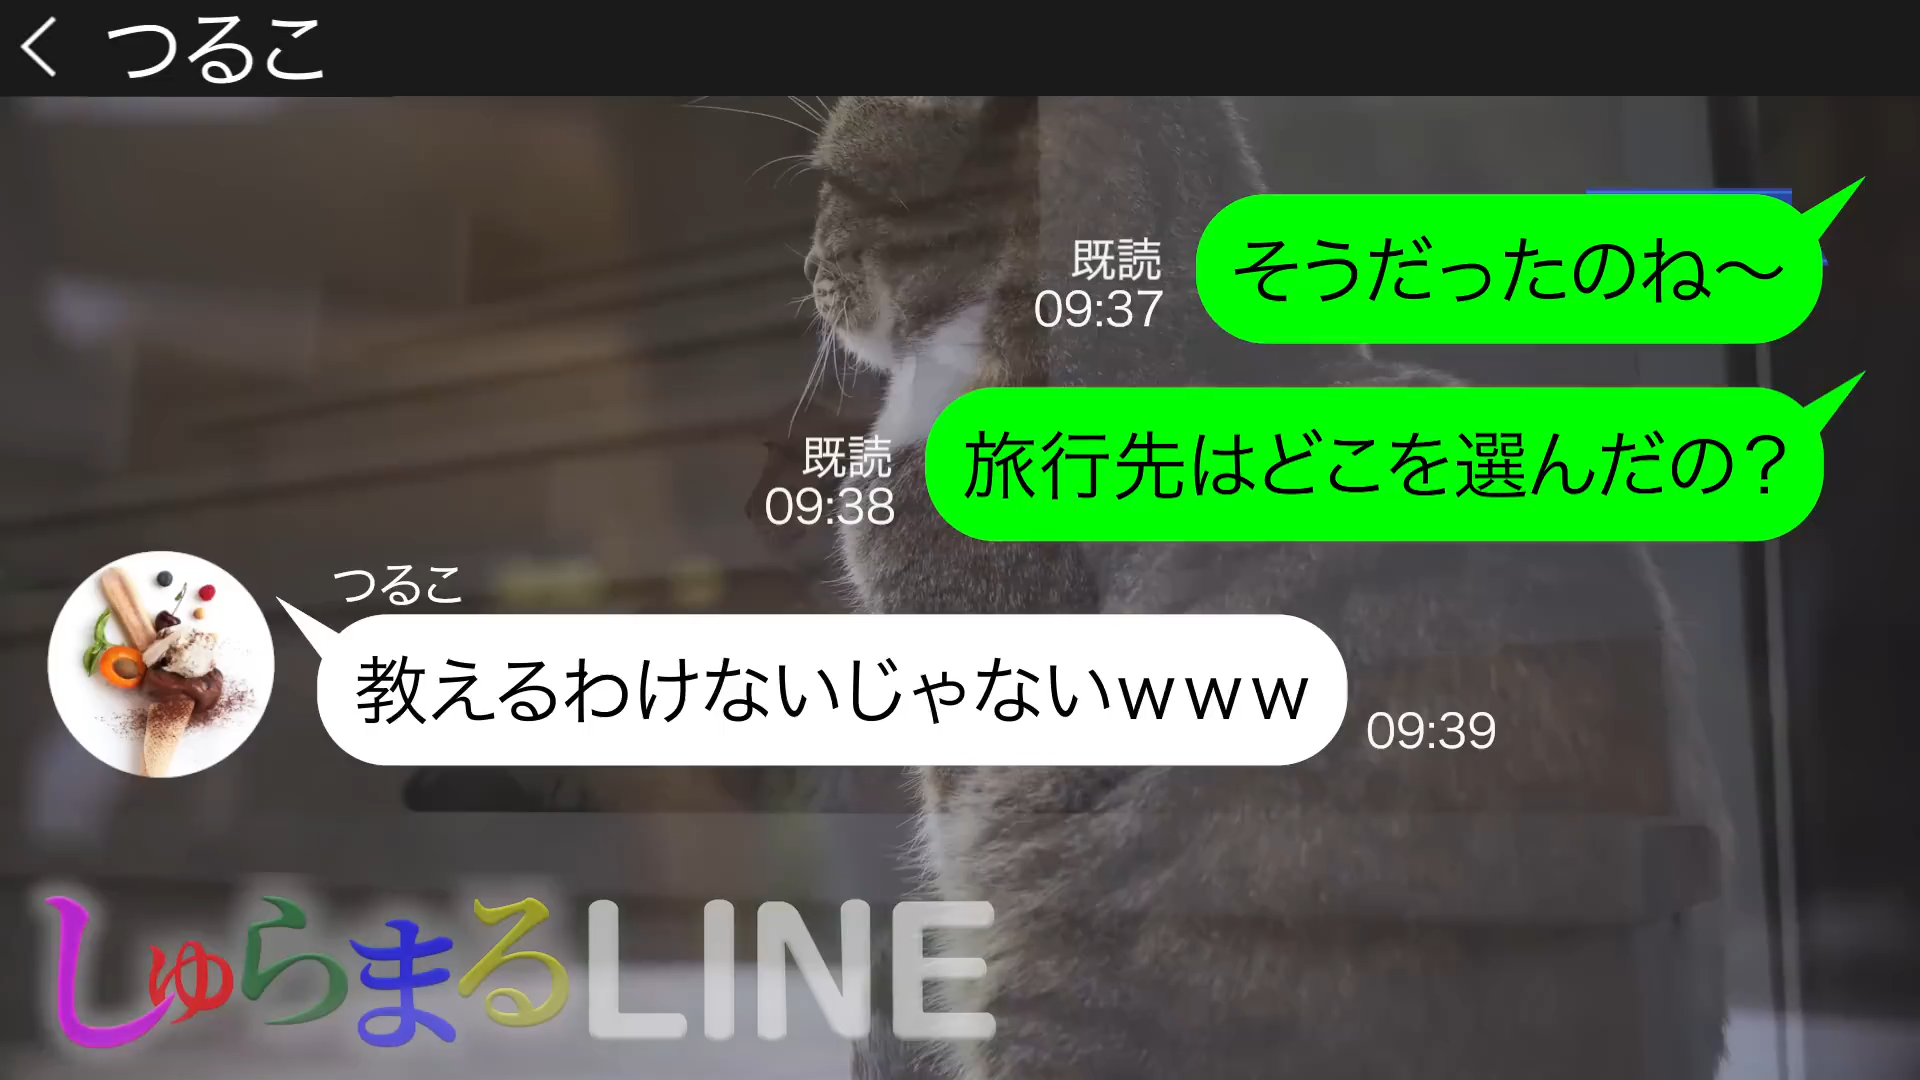 つるこ
そうだったのね～
既読
09:37
旅行先はどこを選んだの？
既読
09:38
つるこ
教えるわけないじゃないｗｗｗ
09:39
しゅらまるLINE